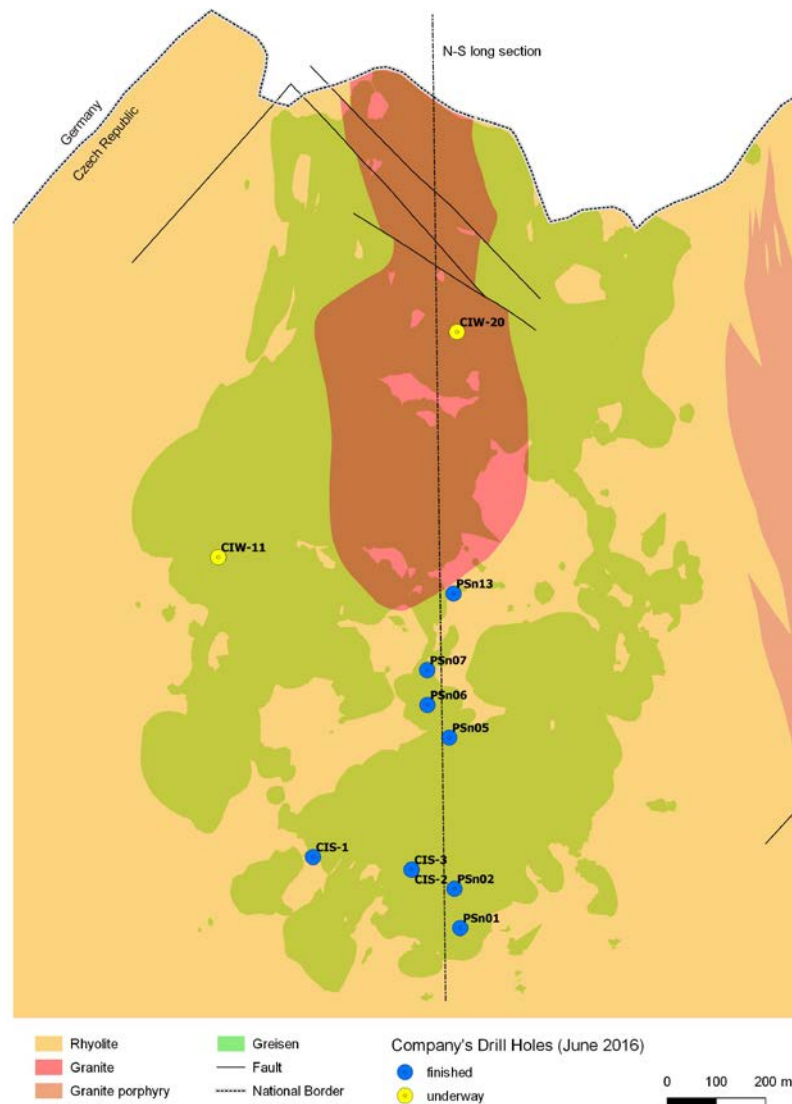 N-S long section
Germany
Czech Republic
CIW-20
CIW-11
PSn13
PSn07
PSn06
PSn05
CIS-1
CIS-3
CIS-2
PSn02
PSn01
Rhyolite
Granite
Granite porphyry
Greisen
Fault
National Border
Company's Drill Holes (June 2016)
finished
underway
0 100 200 m